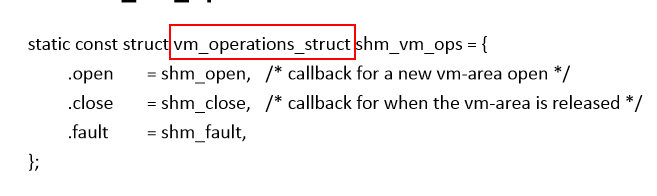 static const struct vm_operations_struct shm_vm_ops = {
.open = shm_open, /* callback for a new vm-area open */
.close = shm_close, /* callback for when the vm-area is released */
.fault = shm_fault,
};